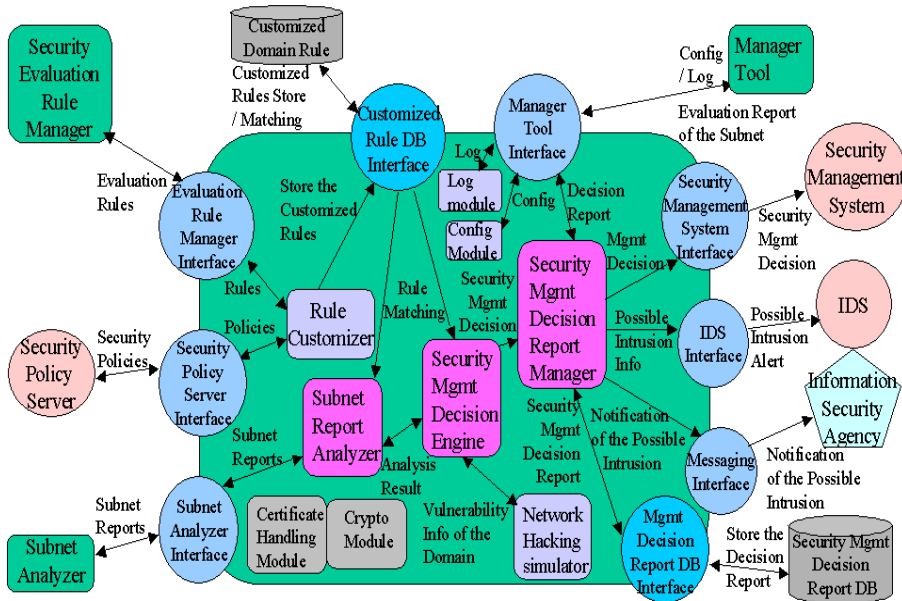 Security
Evaluation
Rule
Manager
Customized
Domain Rule
Customized
Rules Store
/ Matching
Customized
Rule DB
Interface
Manager
Tool
Interface
Config
/ Log
Manager
Tool
Evaluation Report
of the Subnet
Evaluation
Rules
Evaluation
Rule
Manager
Interface
Store the
Customized
Rules
Log
Log
module
Config
Module
Config
Decision
Report
Security
Management
System
Interface
Security
Management
System
Security
Mgmt
Decision
Mgmt
Decision
Rules
Rule
Customizer
Rule
Matching
Security
Mgmt
Decision
Security
Mgmt
Decision
Report
Manager
Possible
Intrusion
Info
IDS
Interface
Possible
Intrusion
Alert
IDS
Security
Policy
Server
Security
Policies
Security
Policy
Server
Interface
Policies
Subnet
Report
Analyzer
Security
Mgmt
Decision
Engine
Security
Mgmt
Decision
Report
Notification
of the Possible
Intrusion
Information
Security
Agency
Messaging
Interface
Notification
of the Possible
Intrusion
Subnet
Reports
Analysis
Result
Subnet
Analyzer
Subnet
Reports
Subnet
Analyzer
Interface
Certificate
Handling
Module
Crypto
Module
Vulnerability
Info of the
Domain
Network
Hacking
simulator
Mgmt
Decision
Report DB
Interface
Store the
Decision
Report
Security Mgmt
Decision
Report DB